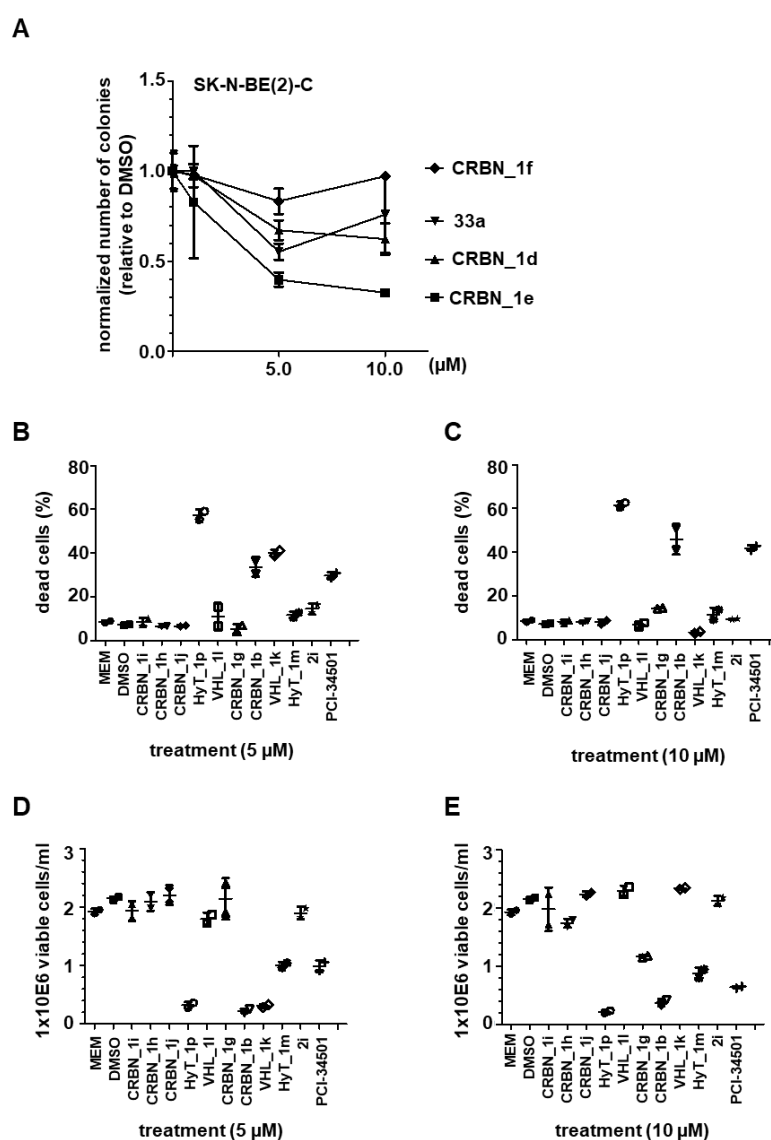 A
SK-N-BE(2)-C
normalized number of colonies
(relative to DMSO)
1.5
1.0
0.5
0.0
5.0
10.0
(µM)
CRBN_1f
33a
CRBN_1d
CRBN_1e
B
dead cells (%)
80
60
40
20
0
MEM
DMSO
CRBN_1i
CRBN_1h
CRBN_1j
HyT_1p
VHL_1l
CRBN_1g
CRBN_1b
VHL_1k
HyT_1m
2i
PCI-34501
treatment (5 µM)
C
dead cells (%)
80
60
40
20
0
MEM
DMSO
CRBN_1i
CRBN_1h
CRBN_1j
HyT_1p
VHL_1l
CRBN_1g
CRBN_1b
VHL_1k
HyT_1m
2i
PCI-34501
treatment (10 µM)
D
1x10E6 viable cells/ml
3
2
1
0
MEM
DMSO
CRBN_1i
CRBN_1h
CRBN_1j
HyT_1p
VHL_1l
CRBN_1g
CRBN_1b
VHL_1k
HyT_1m
2i
PCI-34501
treatment (5 µM)
E
1x10E6 viable cells/ml
3
2
1
0
MEM
DMSO
CRBN_1i
CRBN_1h
CRBN_1j
HyT_1p
VHL_1l
CRBN_1g
CRBN_1b
VHL_1k
HyT_1m
2i
PCI-34501
treatment (10 µM)